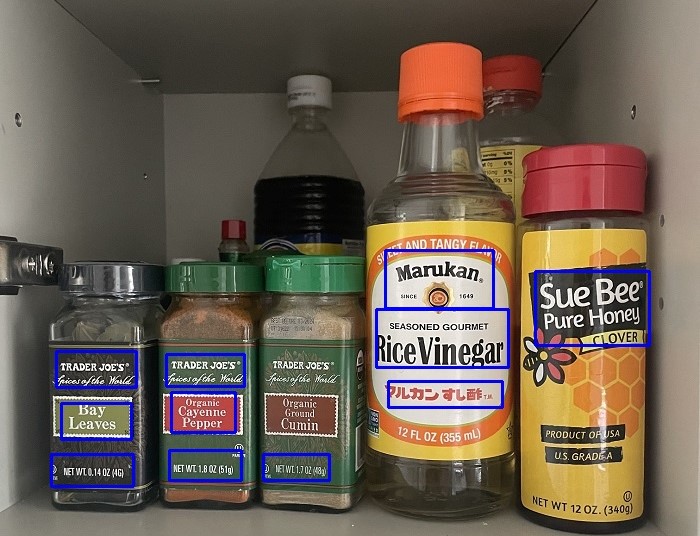 TRADER JOE'S
Spices of the World
Bay
Leaves
NET WT. 0.14 OZ (4G)
TRADER JOE'S
Spices of the World
Organic
Cayenne
Pepper
NET WT. 1.8 OZ (51g)
TRADER JOE'S
Spices of the World
Organic
Ground
Cumin
NET WT. 1.7 OZ (48g)
SWEET AND TANGY FLAVOR
Marukan®
SINCE 1649
SEASONED GOURMET
Rice Vinegar
マルカン すし酢 T.M.
12 FL OZ (355 mL)
Sue Bee®
Pure Honey
CLOVER
PRODUCT OF USA
U.S. GRADE A
NET WT 12 OZ. (340g)